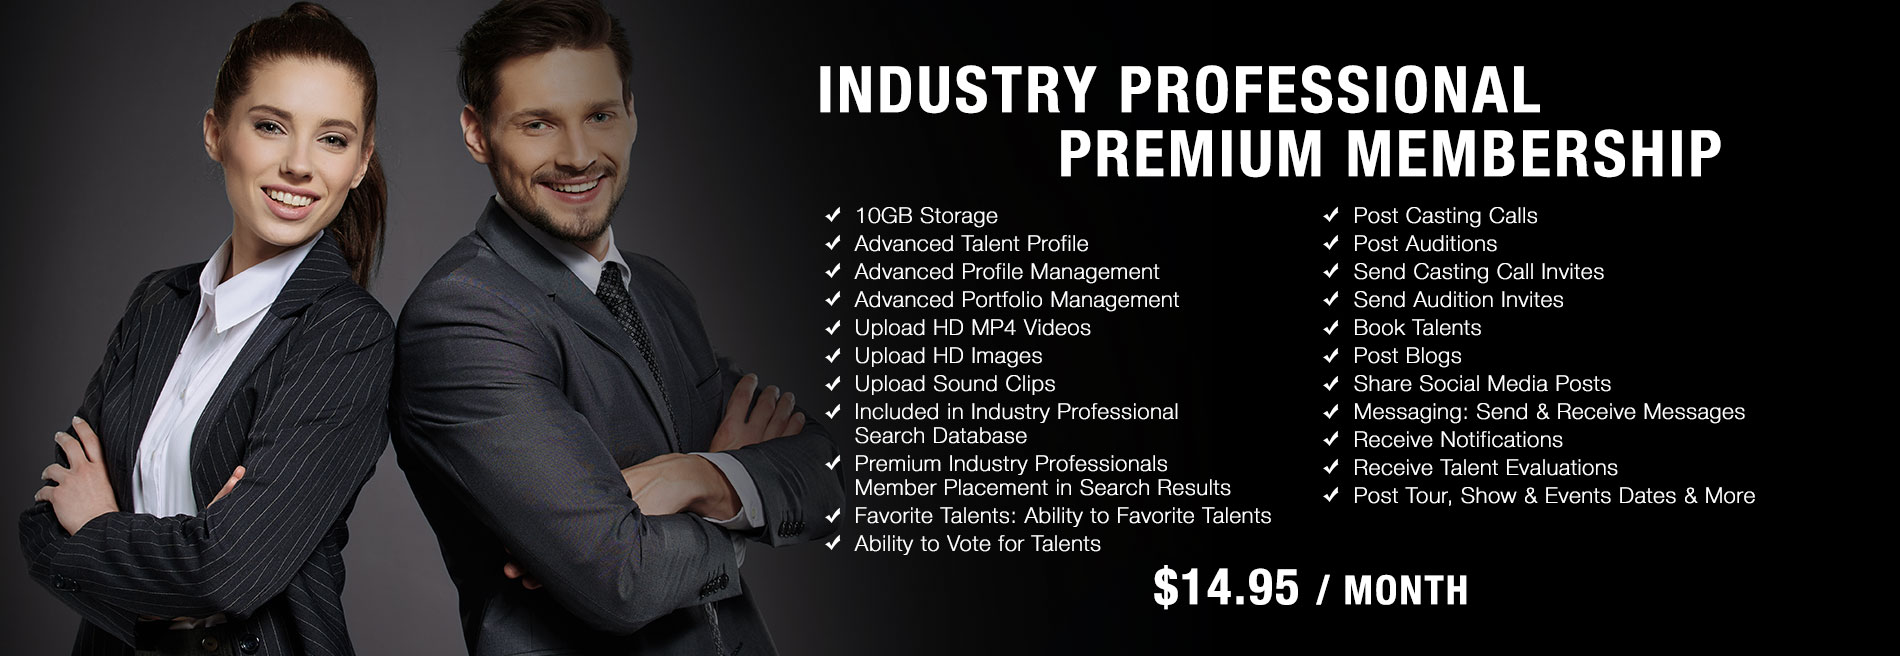 INDUSTRY PROFESSIONAL
PREMIUM MEMBERSHIP
10GB Storage
Advanced Talent Profile
Advanced Profile Management
Advanced Portfolio Management
Upload HD MP4 Videos
Upload HD Images
Upload Sound Clips
Included in Industry Professional
Search Database
Premium Industry Professionals
Member Placement in Search Results
Favorite Talents: Ability to Favorite Talents
Ability to Vote for Talents
Post Casting Calls
Post Auditions
Send Casting Call Invites
Send Audition Invites
Book Talents
Post Blogs
Share Social Media Posts
Messaging: Send & Receive Messages
Receive Notifications
Receive Talent Evaluations
Post Tour, Show & Events Dates & More
$14.95 / MONTH